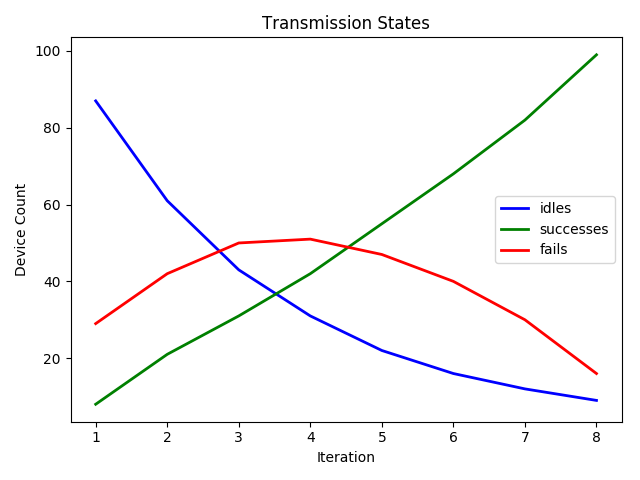 Transmission States
Device Count
100
80
60
40
20
idles
successes
fails
1 2 3 4 5 6 7 8
Iteration